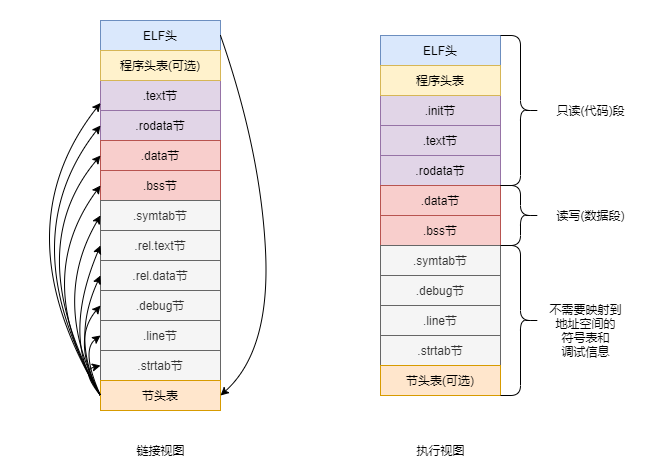 ELF头
程序头表(可选)
.text节
.rodata节
.data节
.bss节
.symtab节
.rel.text节
.rel.data节
.debug节
.line节
.strtab节
节头表
链接视图
ELF头
程序头表
.init节
.text节
.rodata节
.data节
.bss节
.symtab节
.debug节
.line节
.strtab节
节头表(可选)
执行视图
只读(代码)段
读写(数据段)
不需要映射到
地址空间的
符号表和
调试信息